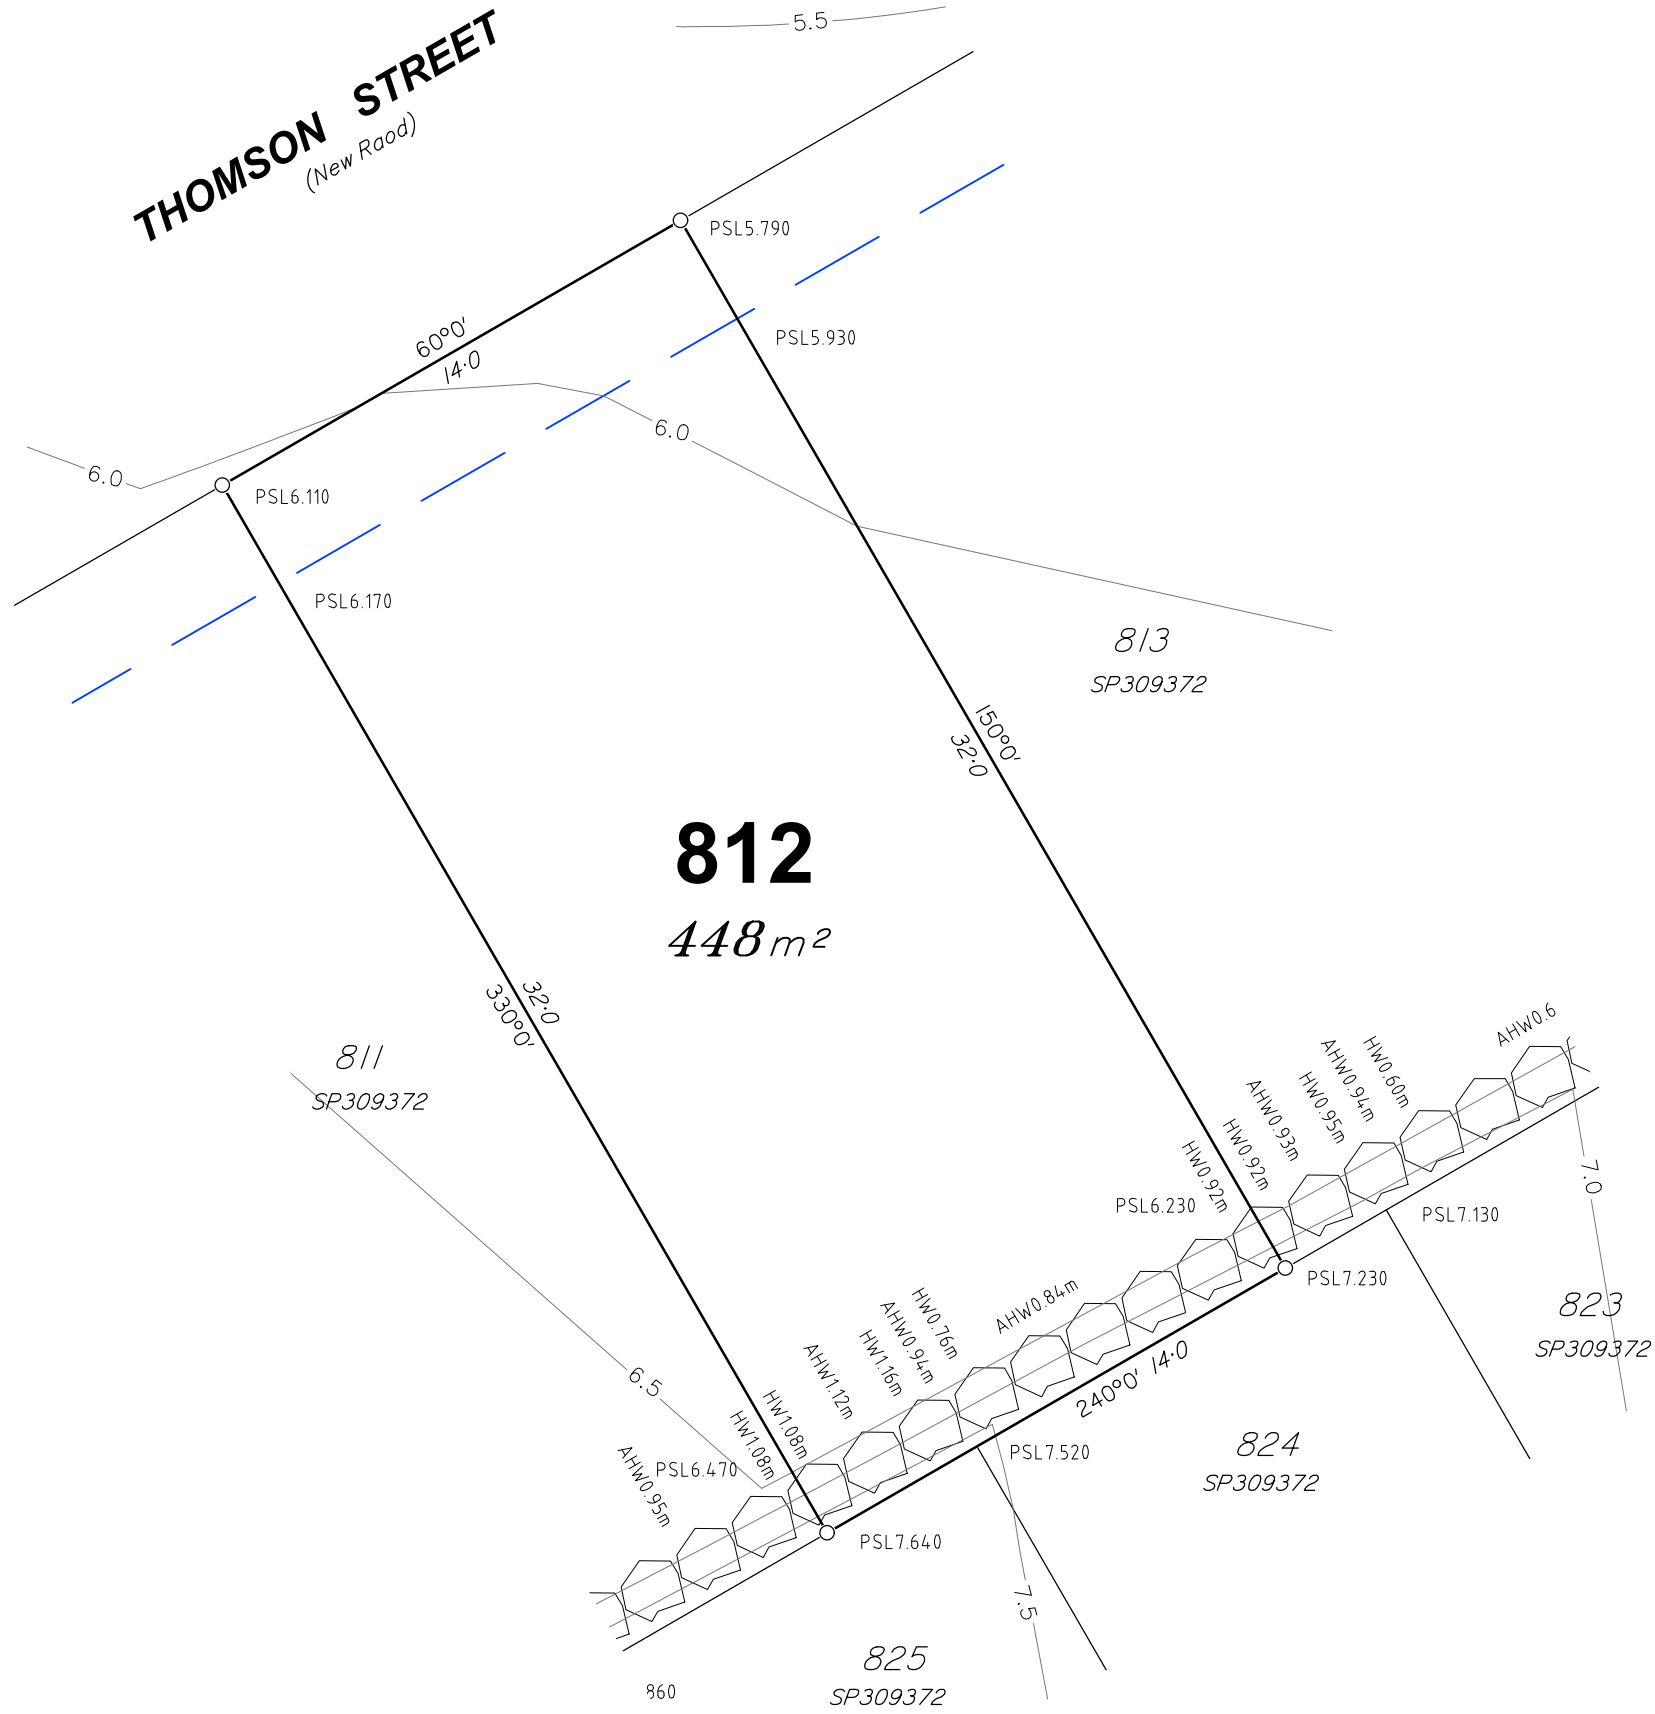 5.5
THOMSON STREET
(New Raod)
PSL5.790
60°0'
14·0
PSL5.930
6.0
6.0
PSL6.110
PSL6.170
813
SP309372
150°0'
32·0
812
448m²
32·0
330°0'
811
SP309372
AHW0.6
HW0.60m
AHW0.94m
HW0.95m
AHW0.93m
HW0.92m
HW0.92m
7.0
PSL6.230
PSL7.130
PSL7.230
823
SP309372
AHW0.84m
HW0.76m
AHW0.94m
HW1.16m
AHW1.12m
HW1.08m
HW1.08m
6.5
240°0' 14·0
824
SP309372
PSL7.520
AHW0.95m
PSL6.470
PSL7.640
7.5
825
SP309372
860